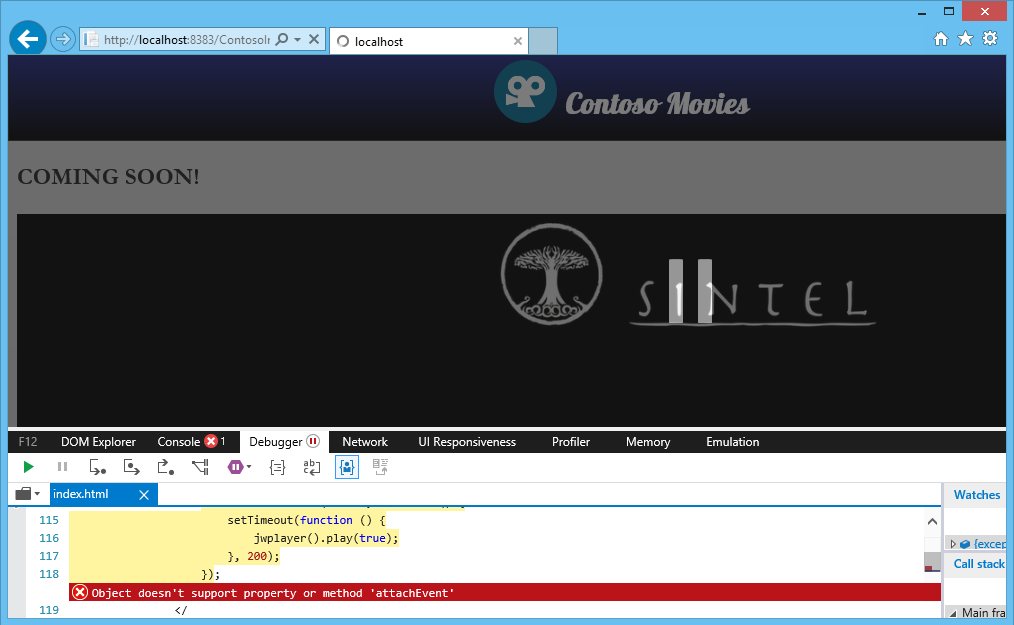 http://localhost:8383/ContosoIr
localhost
Contoso Movies
COMING SOON!
SINTEL
F12 DOM Explorer Console 1 Debugger Network UI Responsiveness Profiler Memory Emulation
ab
index.html
Watches
115 setTimeout(function () {
116 jwplayer().play(true);
117 }, 200);
118 });
Object doesn't support property or method 'attachEvent'
119 </
{excep
Call stack
Main fra